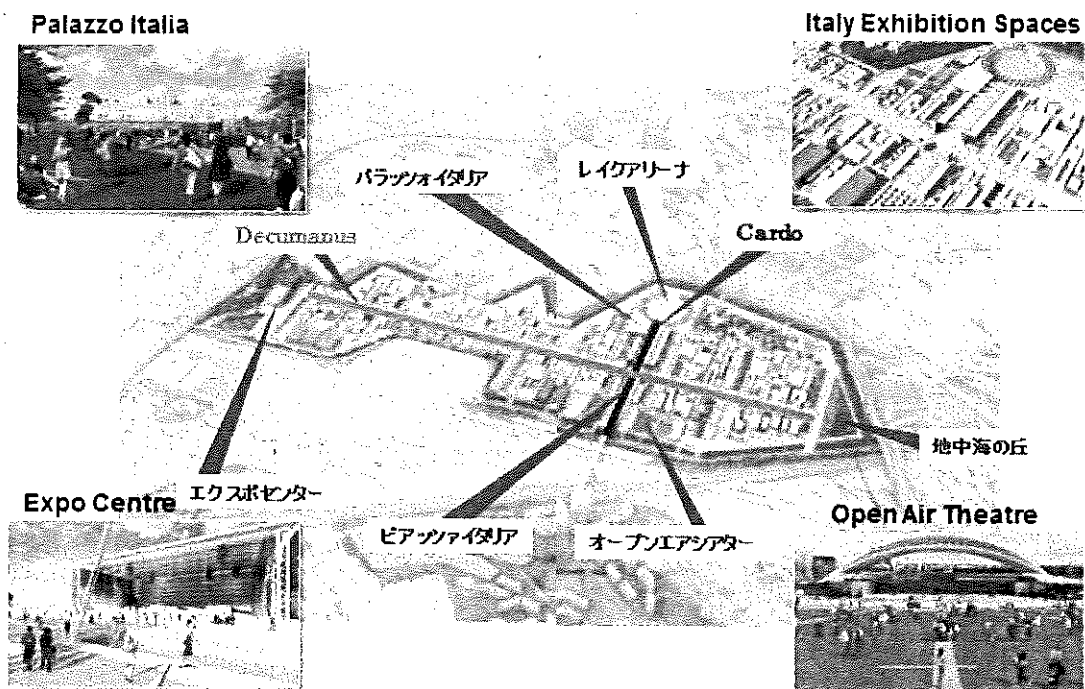 Palazzo Italia
Italy Exhibition Spaces
パラッツォイタリア
レイクアリーナ
Decumanus
Cardo
地中海の丘
エクスポセンター
Expo Centre
ピアッツァイタリア
オープンエアシアター
Open Air Theatre